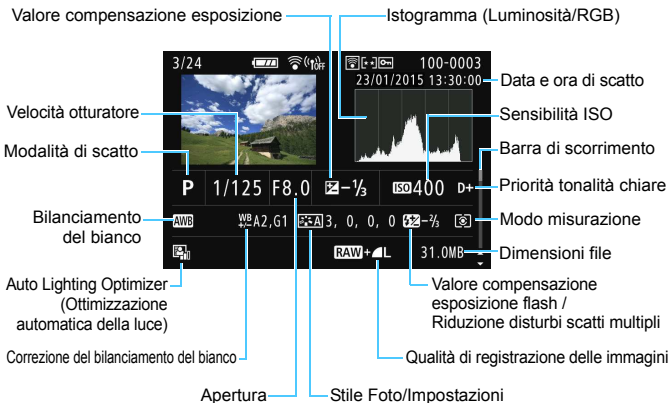 Valore compensazione esposizione
Istogramma (Luminosità/RGB)
3/24
OFF
100-0003
23/01/2015 13:30:00
Data e ora di scatto
Velocità otturatore
Sensibilità ISO
Modalità di scatto
Barra di scorrimento
P 1/125 F8.0 -1/3 ISO 400 D+
Priorità tonalità chiare
Bilanciamento
del bianco
AWB WB +/- A2,G1 A 3, 0, 0, 0 -2/3
Modo misurazione
RAW+L 31.0MB
Dimensioni file
Auto Lighting Optimizer
(Ottimizzazione
automatica della luce)
Valore compensazione
esposizione flash /
Riduzione disturbi scatti multipli
Correzione del bilanciamento del bianco
Qualità di registrazione delle immagini
Apertura
Stile Foto/Impostazioni